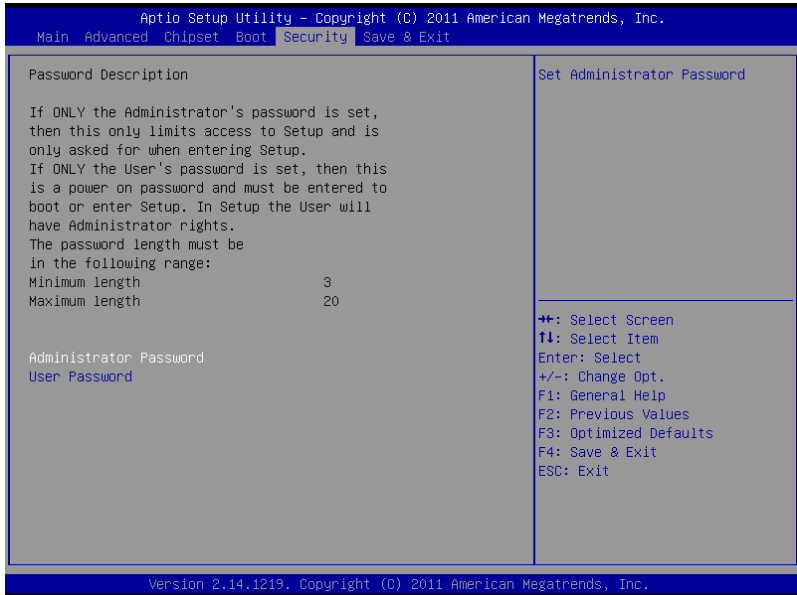 Aptio Setup Utility – Copyright (C) 2011 American Megatrends, Inc.
Main Advanced Chipset Boot Security Save & Exit
Password Description
If ONLY the Administrator's password is set,
then this only limits access to Setup and is
only asked for when entering Setup.
If ONLY the User's password is set, then this
is a power on password and must be entered to
boot or enter Setup. In Setup the User will
have Administrator rights.
The password length must be
in the following range:
Minimum length 3
Maximum length 20
Administrator Password
User Password
Set Administrator Password
→←: Select Screen
↑↓: Select Item
Enter: Select
+/-: Change Opt.
F1: General Help
F2: Previous Values
F3: Optimized Defaults
F4: Save & Exit
ESC: Exit
Version 2.14.1219. Copyright (C) 2011 American Megatrends, Inc.